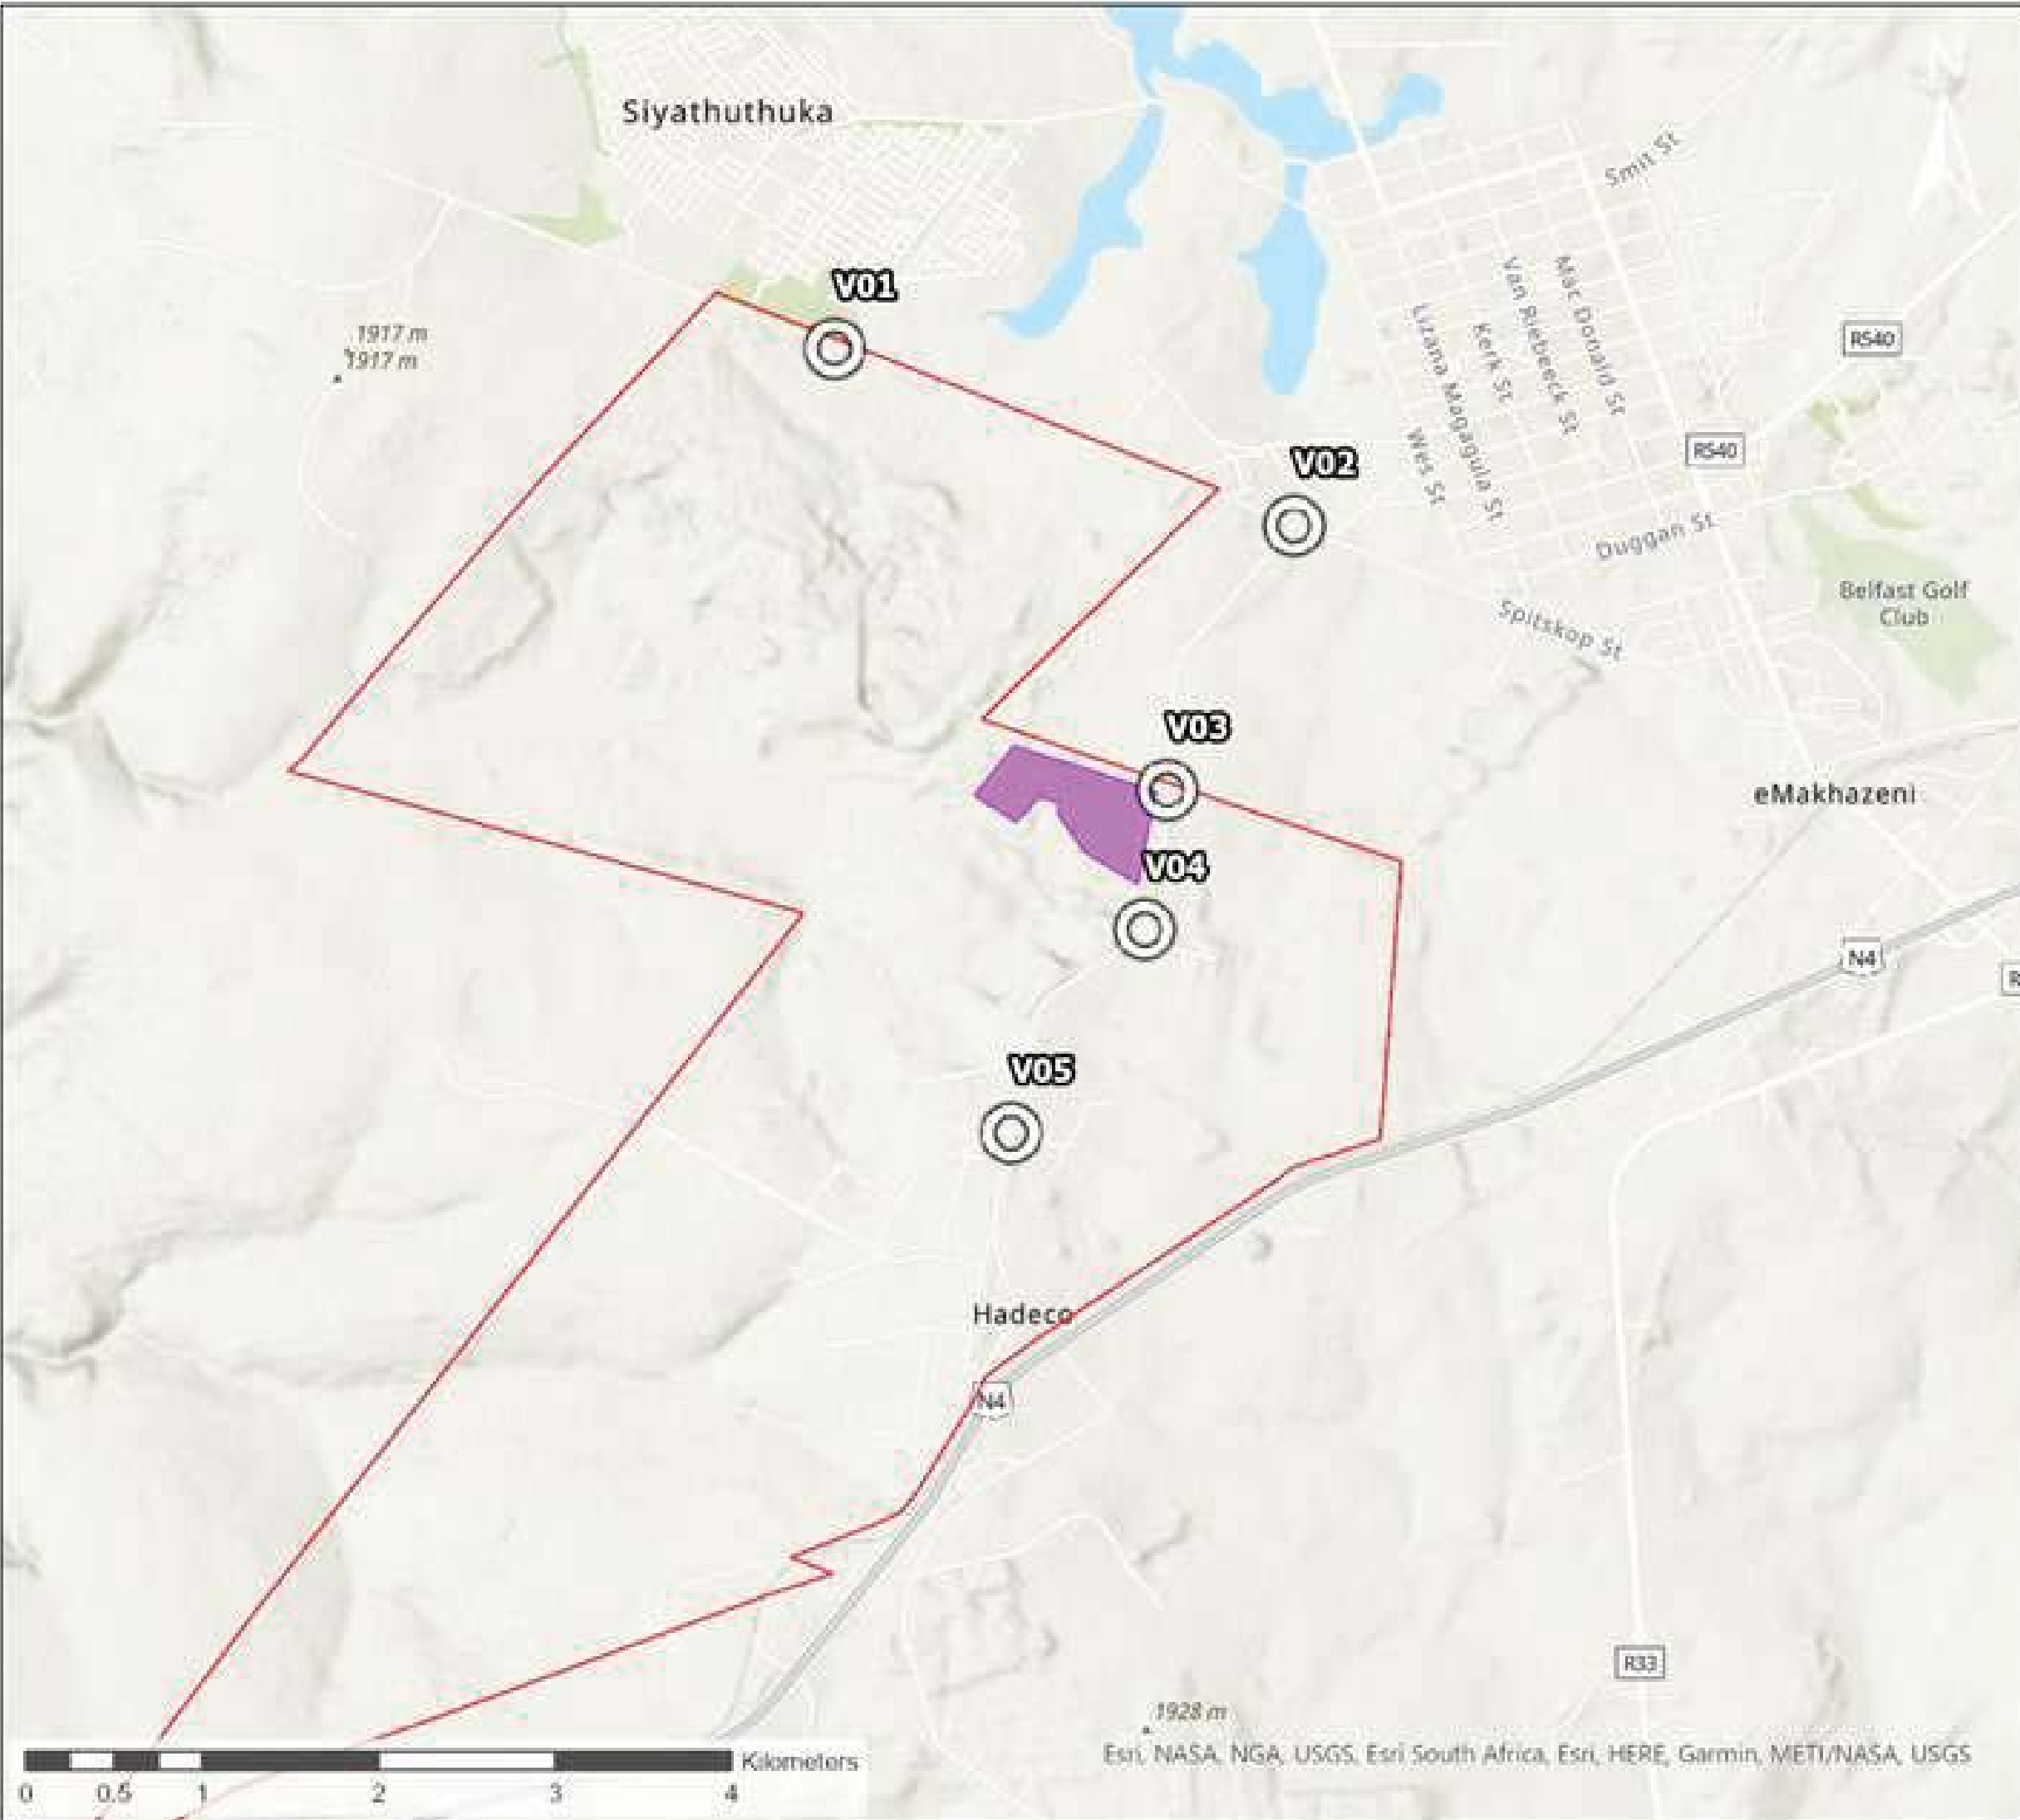 Siyathuthuka
Smit St
V01
Mac Donald St
Van Riebeeck St
Kerk St
Lizana Magagula St
Wes St
1917 m
1917 m
R540
R540
V02
Duggan St
Belfast Golf
Club
Spitskop St
V03
eMakhazeni
V04
N4
R
V05
Hadeco
N4
R33
1928 m
Kilometers
0 0.5 1 2 3 4
Esri, NASA, NGA, USGS, Esri South Africa, Esri, HERE, Garmin, METI/NASA, USGS